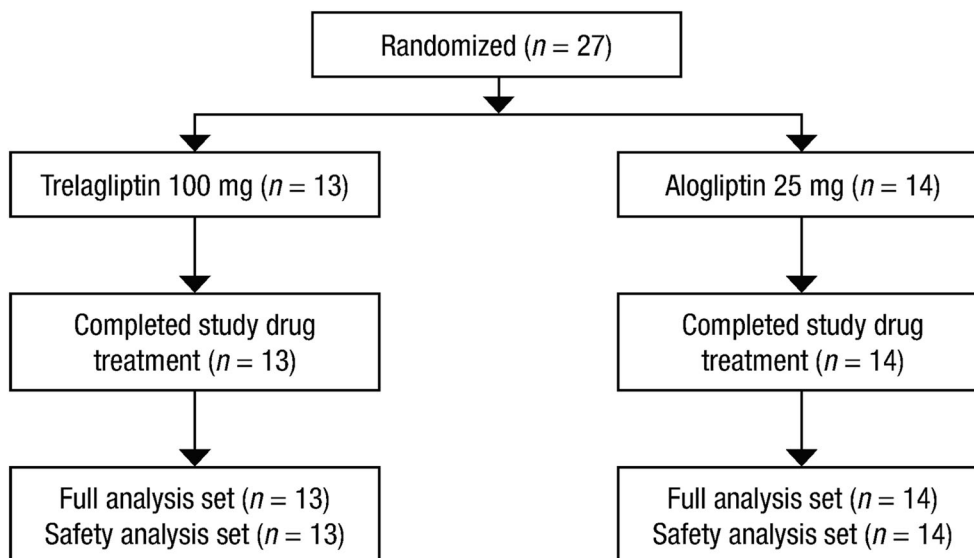 Randomized (n = 27)
Trelagliptin 100 mg (n = 13)
Alogliptin 25 mg (n = 14)
Completed study drug
treatment (n = 13)
Completed study drug
treatment (n = 14)
Full analysis set (n = 13)
Safety analysis set (n = 13)
Full analysis set (n = 14)
Safety analysis set (n = 14)